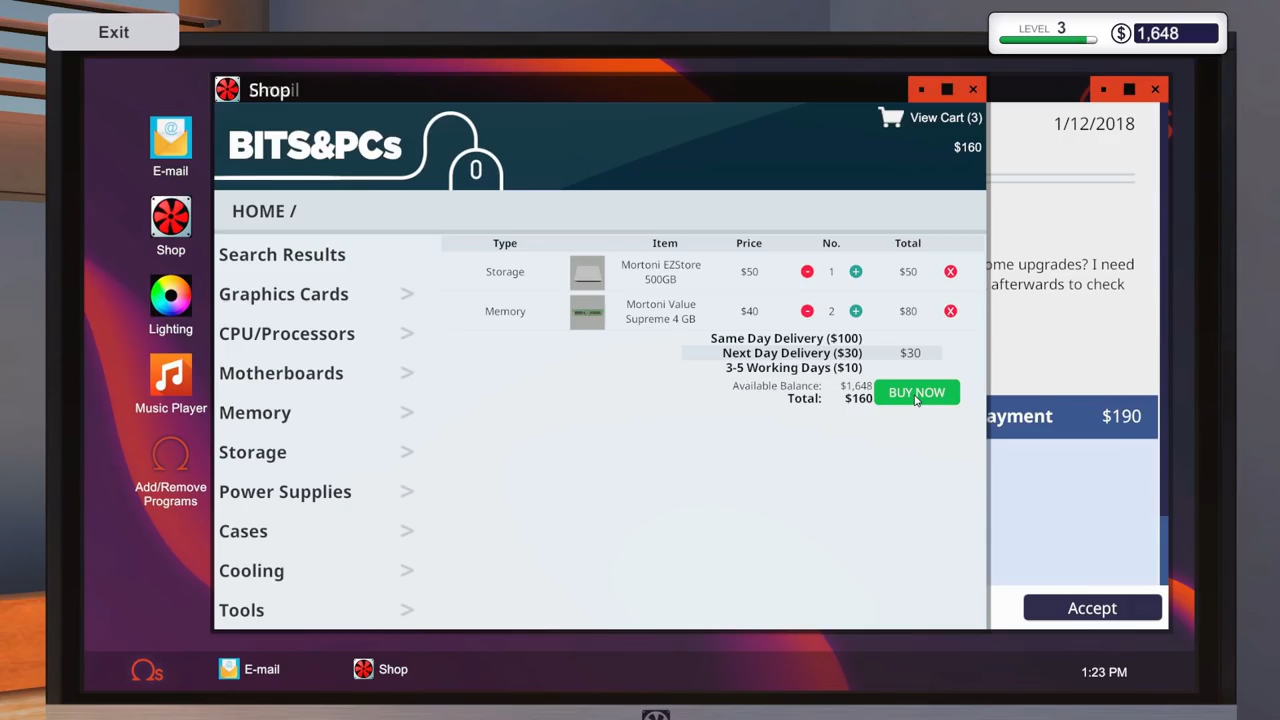 Exit
LEVEL 3
$ 1,648
Shop
View Cart (3)
$160
BITS&PCs
HOME /
1/12/2018
E-mail
Shop
Lighting
Music Player
Add/Remove
Programs
Search Results
Graphics Cards >
CPU/Processors >
Motherboards >
Memory >
Storage >
Power Supplies >
Cases >
Cooling >
Tools >
Type Item Price No. Total
Storage Mortoni EZStore 500GB $50 - 1 + $50 X
Memory Mortoni Value Supreme 4 GB $40 - 2 + $80 X
Same Day Delivery ($100)
Next Day Delivery ($30) $30
3-5 Working Days ($10)
Available Balance: $1,648
Total: $160
BUY NOW
ome upgrades? I need
afterwards to check
ayment $190
Accept
E-mail
Shop
1:23 PM